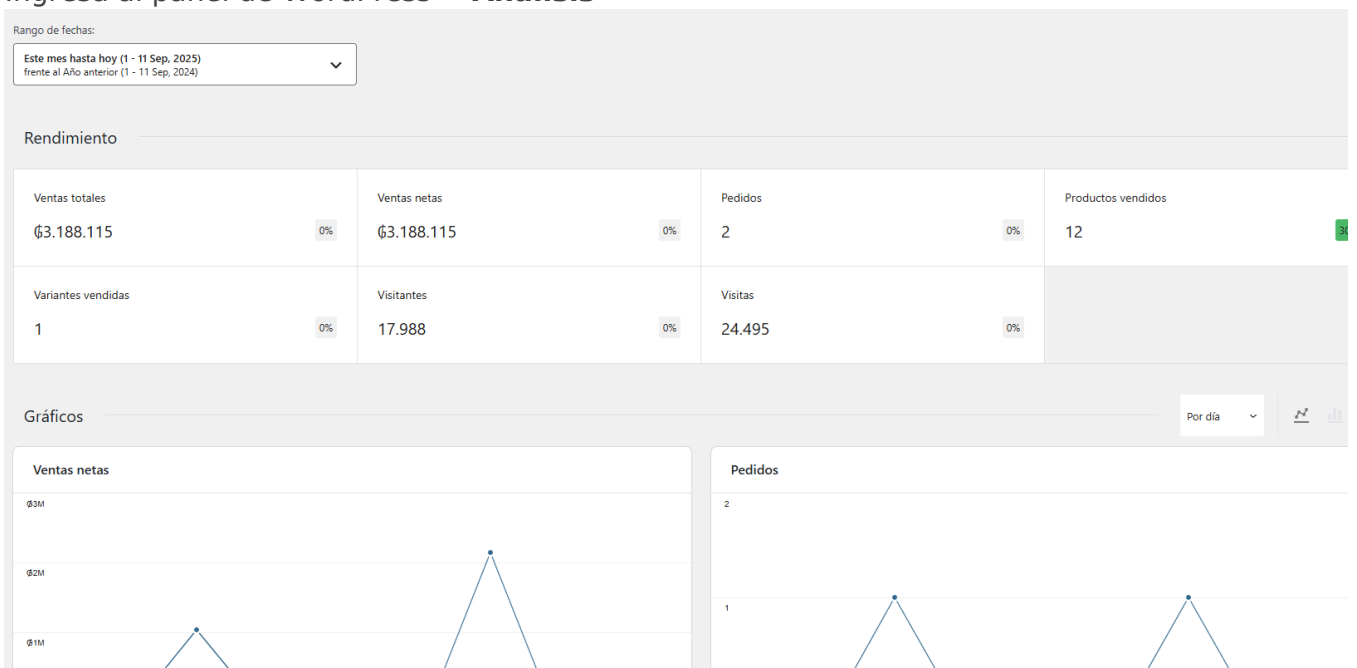 Rango de fechas:
Este mes hasta hoy (1 - 11 Sep, 2025)
frente al Año anterior (1 - 11 Sep, 2024)
Rendimiento
Ventas totales
₡3.188.115
0%
Ventas netas
₡3.188.115
0%
Pedidos
2
0%
Productos vendidos
12
Variantes vendidas
1
0%
Visitantes
17.988
0%
Visitas
24.495
0%
Gráficos
Por día
Ventas netas
₡3M
₡2M
₡1M
Pedidos
2
1